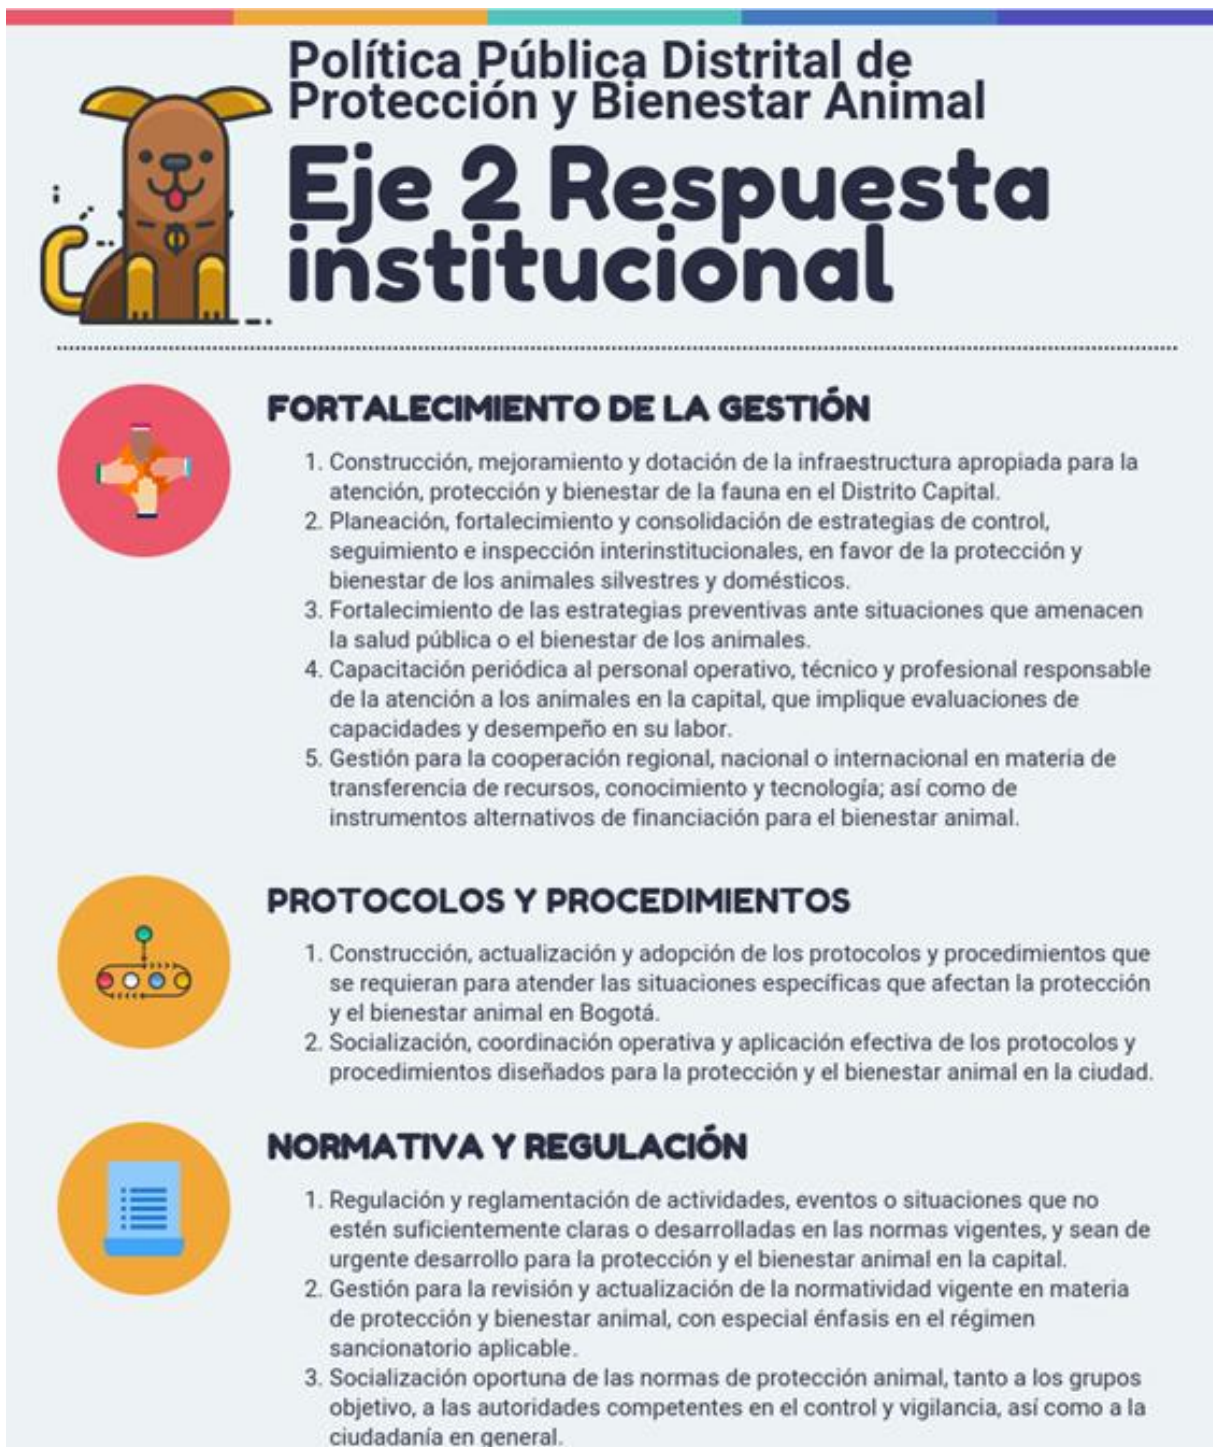 Política Pública Distrital de
Protección y Bienestar Animal
Eje 2 Respuesta
institucional
FORTALECIMIENTO DE LA GESTIÓN
1. Construcción, mejoramiento y dotación de la infraestructura apropiada para la
atención, protección y bienestar de la fauna en el Distrito Capital.
2. Planeación, fortalecimiento y consolidación de estrategias de control,
seguimiento e inspección interinstitucionales, en favor de la protección y
bienestar de los animales silvestres y domésticos.
3. Fortalecimiento de las estrategias preventivas ante situaciones que amenacen
la salud pública o el bienestar de los animales.
4. Capacitación periódica al personal operativo, técnico y profesional responsable
de la atención a los animales en la capital, que implique evaluaciones de
capacidades y desempeño en su labor.
5. Gestión para la cooperación regional, nacional o internacional en materia de
transferencia de recursos, conocimiento y tecnología; así como de
instrumentos alternativos de financiación para el bienestar animal.
PROTOCOLOS Y PROCEDIMIENTOS
1. Construcción, actualización y adopción de los protocolos y procedimientos que
se requieran para atender las situaciones específicas que afectan la protección
y el bienestar animal en Bogotá.
2. Socialización, coordinación operativa y aplicación efectiva de los protocolos y
procedimientos diseñados para la protección y el bienestar animal en la ciudad.
NORMATIVA Y REGULACIÓN
1. Regulación y reglamentación de actividades, eventos o situaciones que no
estén suficientemente claras o desarrolladas en las normas vigentes, y sean de
urgente desarrollo para la protección y el bienestar animal en la capital.
2. Gestión para la revisión y actualización de la normatividad vigente en materia
de protección y bienestar animal, con especial énfasis en el régimen
sancionatorio aplicable.
3. Socialización oportuna de las normas de protección animal, tanto a los grupos
objetivo, a las autoridades competentes en el control y vigilancia, así como a la
ciudadanía en general.